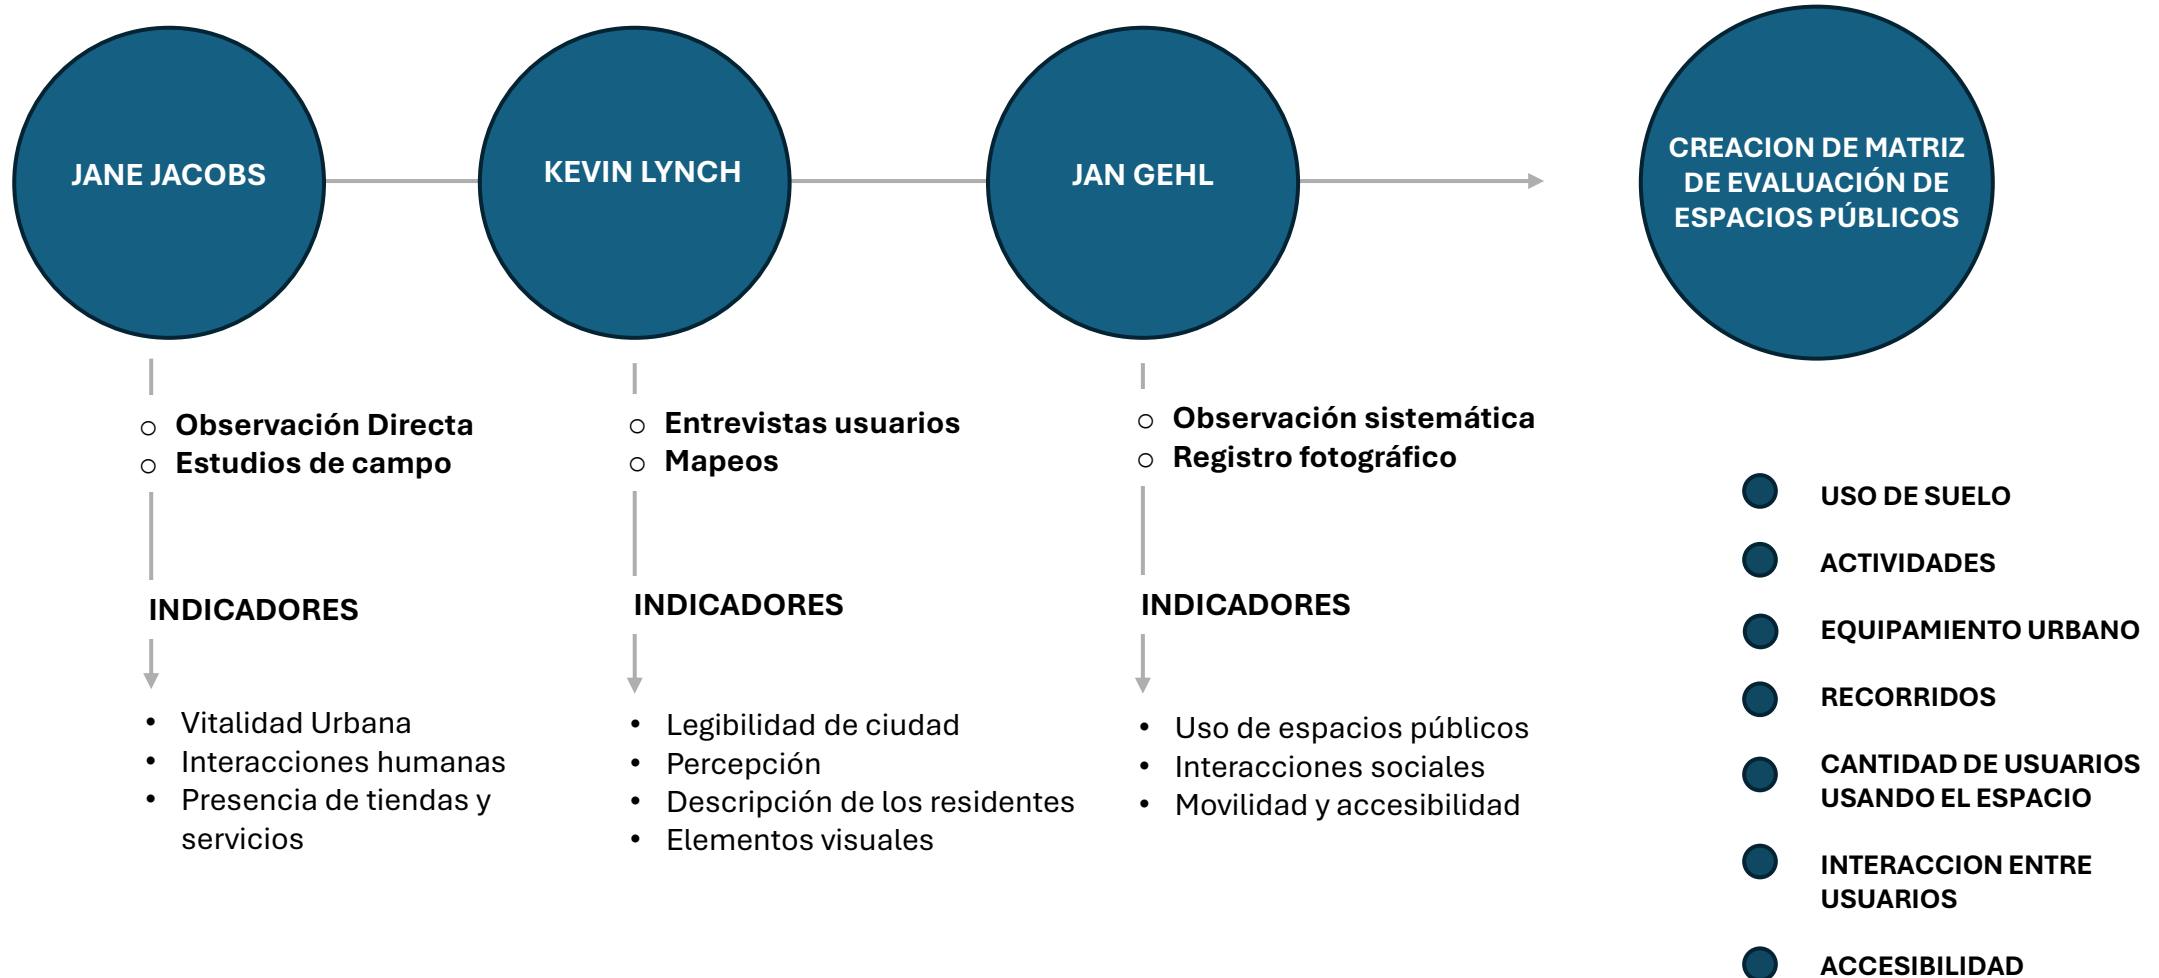 JANE JACOBS
Observación Directa
Estudios de campo
INDICADORES
Vitalidad Urbana
Interacciones humanas
Presencia de tiendas y
servicios
KEVIN LYNCH
Entrevistas usuarios
Mapeos
INDICADORES
Legibilidad de ciudad
Percepción
Descripción de los residentes
Elementos visuales
JAN GEHL
Observación sistemática
Registro fotográfico
INDICADORES
Uso de espacios públicos
Interacciones sociales
Movilidad y accesibilidad
CREACION DE MATRIZ
DE EVALUACIÓN DE
ESPACIOS PÚBLICOS
USO DE SUELO
ACTIVIDADES
EQUIPAMIENTO URBANO
RECORRIDOS
CANTIDAD DE USUARIOS
USANDO EL ESPACIO
INTERACCION ENTRE
USUARIOS
ACCESIBILIDAD